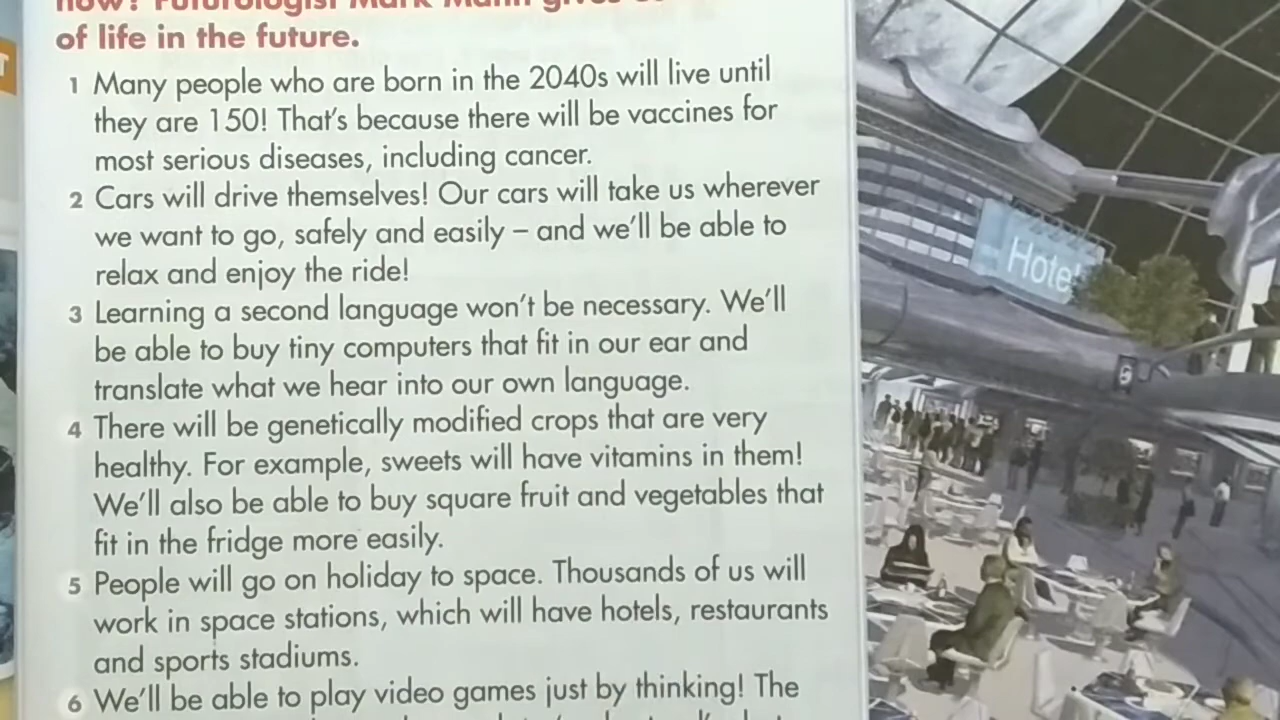 of life in the future.
1 Many people who are born in the 2040s will live until
they are 150! That's because there will be vaccines for
most serious diseases, including cancer.
2 Cars will drive themselves! Our cars will take us wherever
we want to go, safely and easily – and we'll be able to
relax and enjoy the ride!
3 Learning a second language won't be necessary. We'll
be able to buy tiny computers that fit in our ear and
translate what we hear into our own language.
4 There will be genetically modified crops that are very
healthy. For example, sweets will have vitamins in them!
We'll also be able to buy square fruit and vegetables that
fit in the fridge more easily.
5 People will go on holiday to space. Thousands of us will
work in space stations, which will have hotels, restaurants
and sports stadiums.
6 We'll be able to play video games just by thinking! The
Hotel